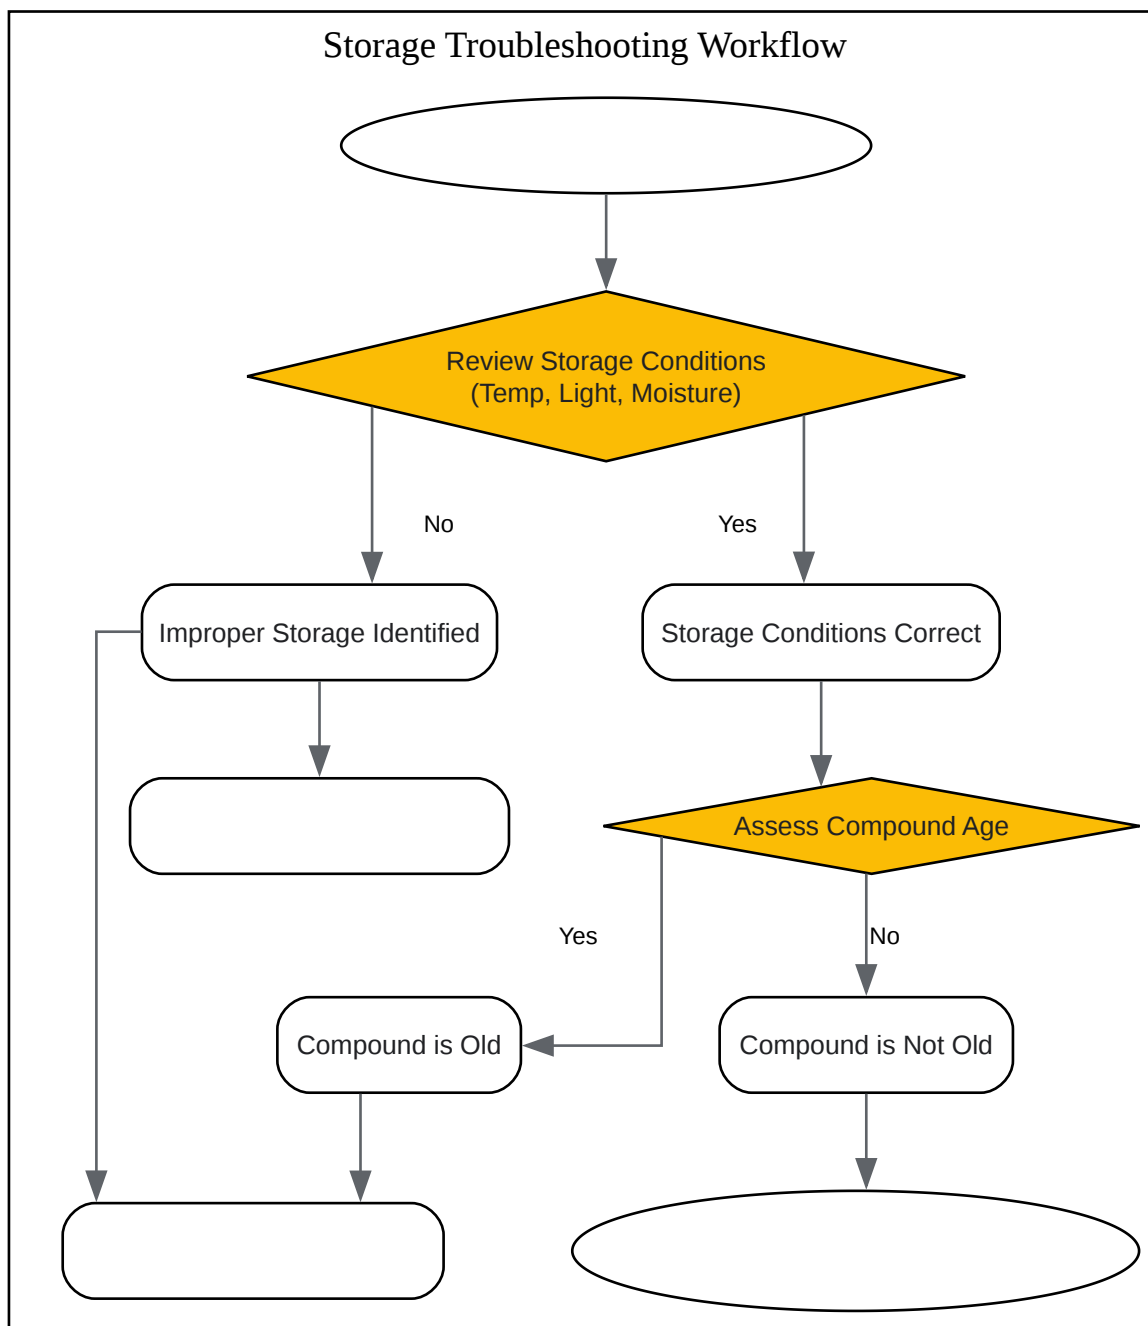 Storage Troubleshooting Workflow
Review Storage Conditions
(Temp, Light, Moisture)
No
Yes
Improper Storage Identified
Storage Conditions Correct
Assess Compound Age
Yes
No
Compound is Old
Compound is Not Old